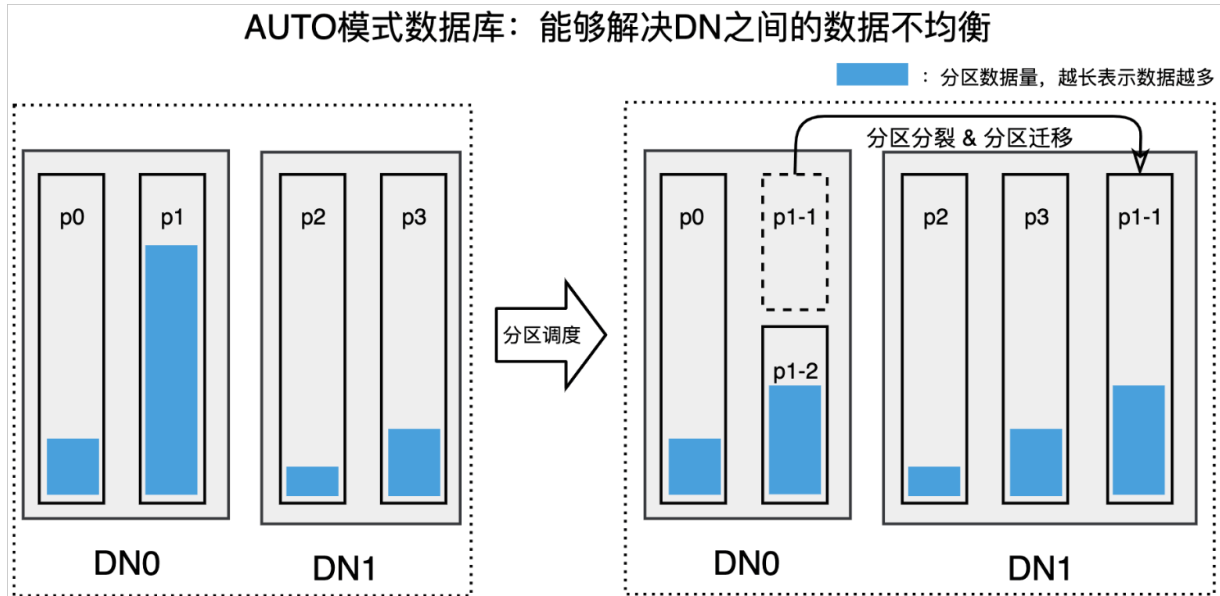 AUTO模式数据库：能够解决DN之间的数据不均衡
：分区数据量，越长表示数据越多
p0
p1
p2
p3
DN0
DN1
分区调度
分区分裂 & 分区迁移
p0
p1-1
p1-2
p2
p3
p1-1
DN0
DN1